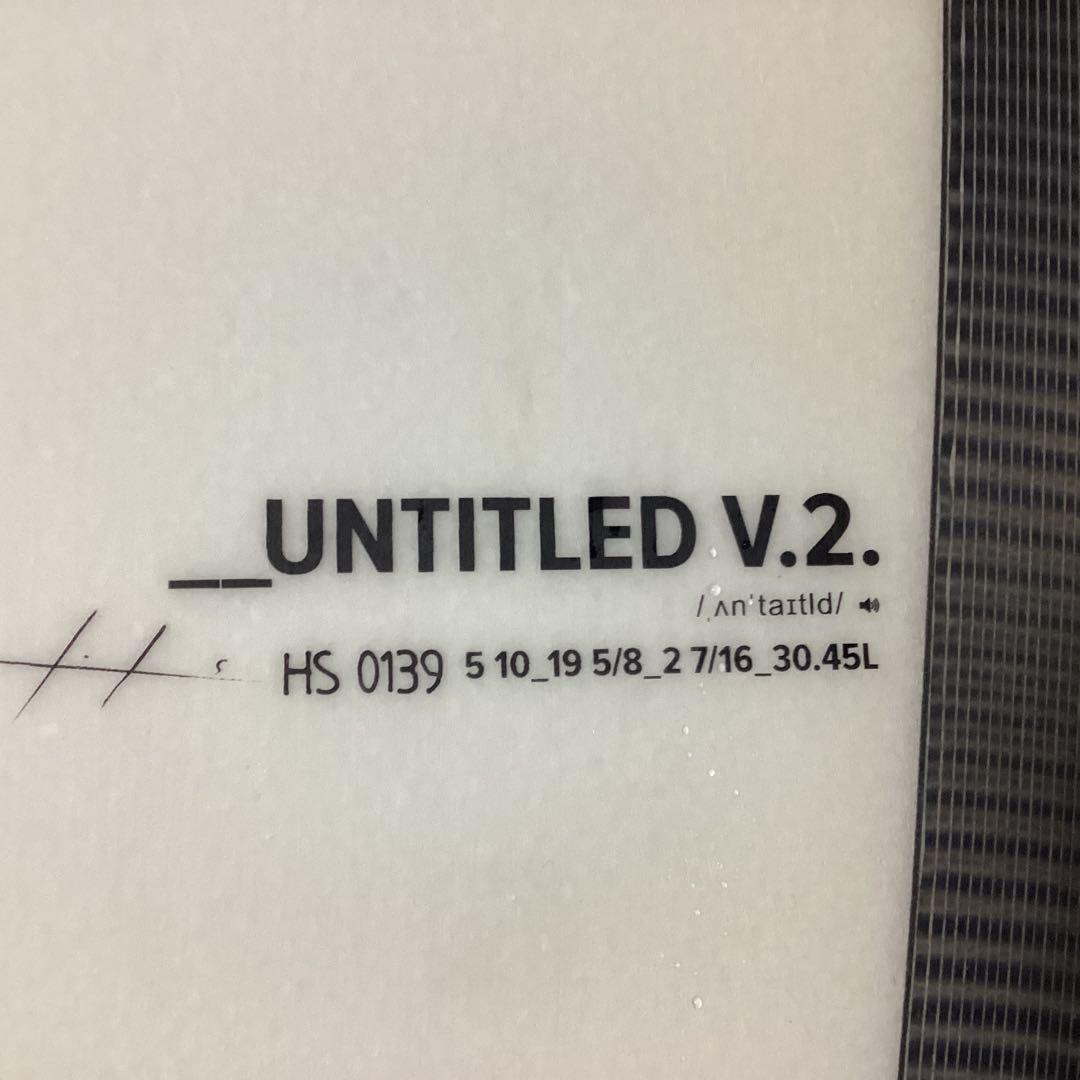 __UNTITLED V.2.
/ˌʌnˈtaɪtld/
HS 0139 5 10_19 5/8_2 7/16_30.45L